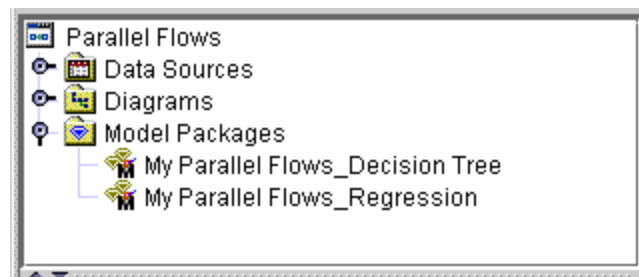 Parallel Flows
Data Sources
Diagrams
Model Packages
My Parallel Flows_Decision Tree
My Parallel Flows_Regression